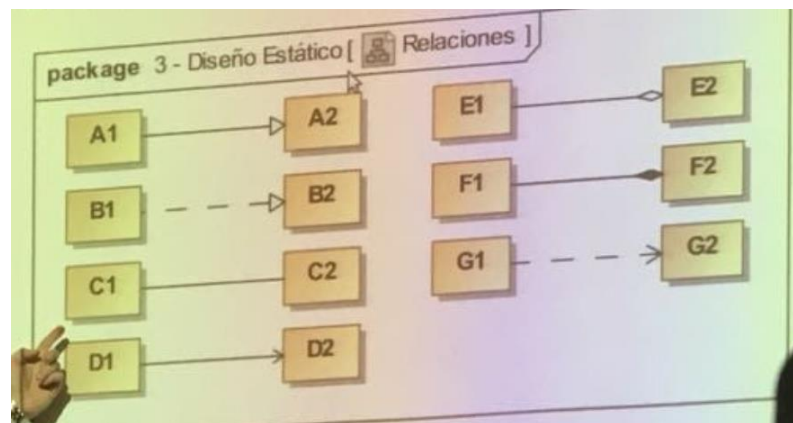 package 3 - Diseño Estático [ Relaciones ]
A1 A2 E1 E2
B1 B2 F1 F2
C1 C2 G1 G2
D1 D2